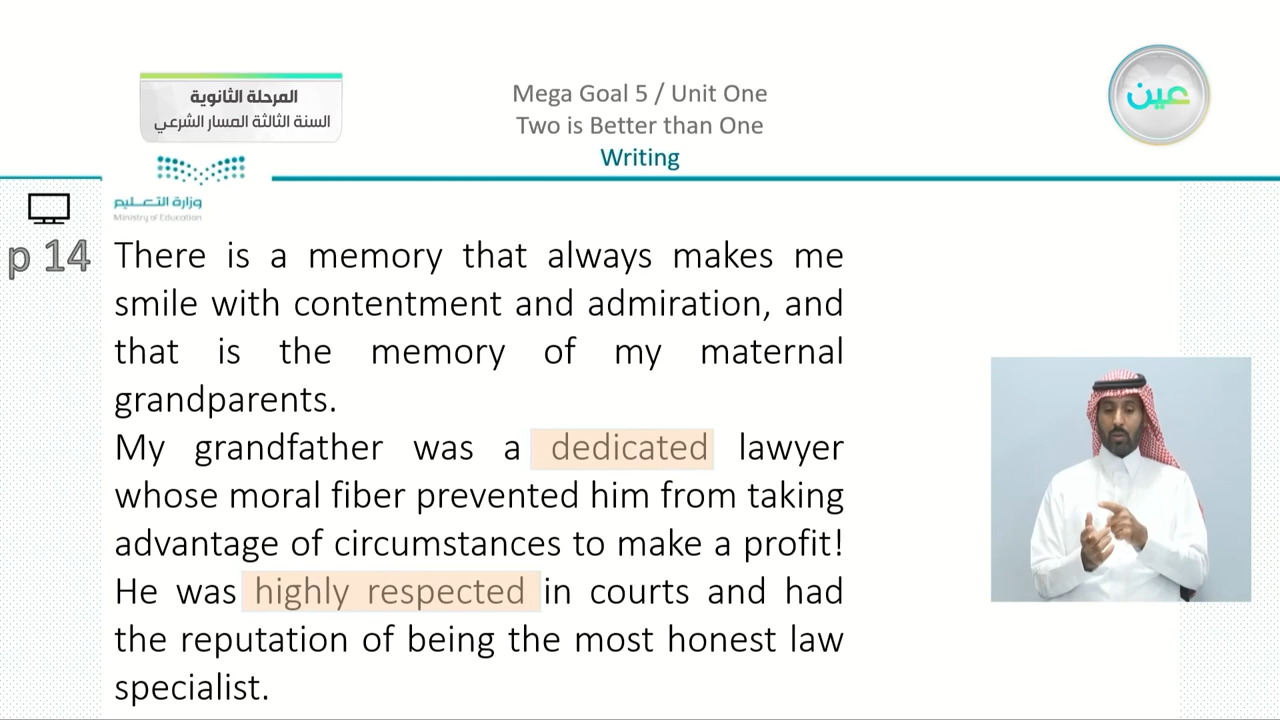 المرحلة الثانوية
السنة الثالثة المسار الشرعي
Mega Goal 5 / Unit One
Two is Better than One
Writing
عين
وزارة التعليم
Ministry of Education
p 14
There is a memory that always makes me
smile with contentment and admiration, and
that is the memory of my maternal
grandparents.
My grandfather was a dedicated lawyer
whose moral fiber prevented him from taking
advantage of circumstances to make a profit!
He was highly respected in courts and had
the reputation of being the most honest law
specialist.